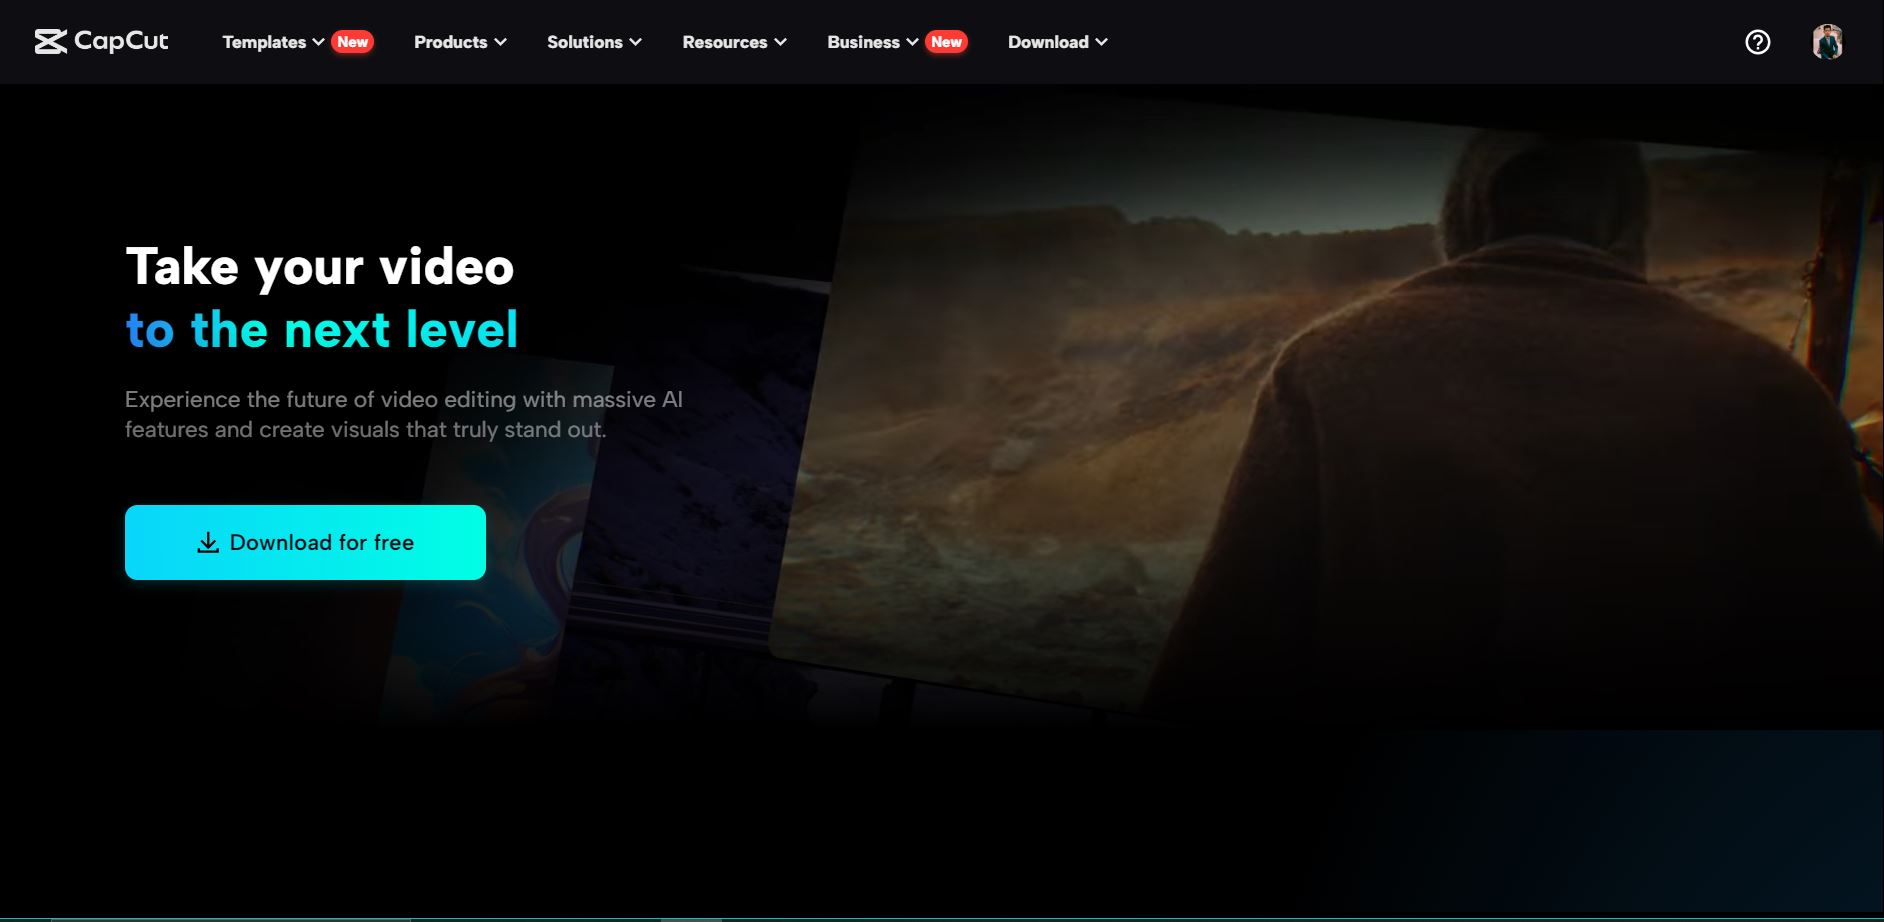 CapCut
Templates New Products Solutions Resources Business New Download
Take your video
to the next level
Experience the future of video editing with massive AI
features and create visuals that truly stand out.
Download for free